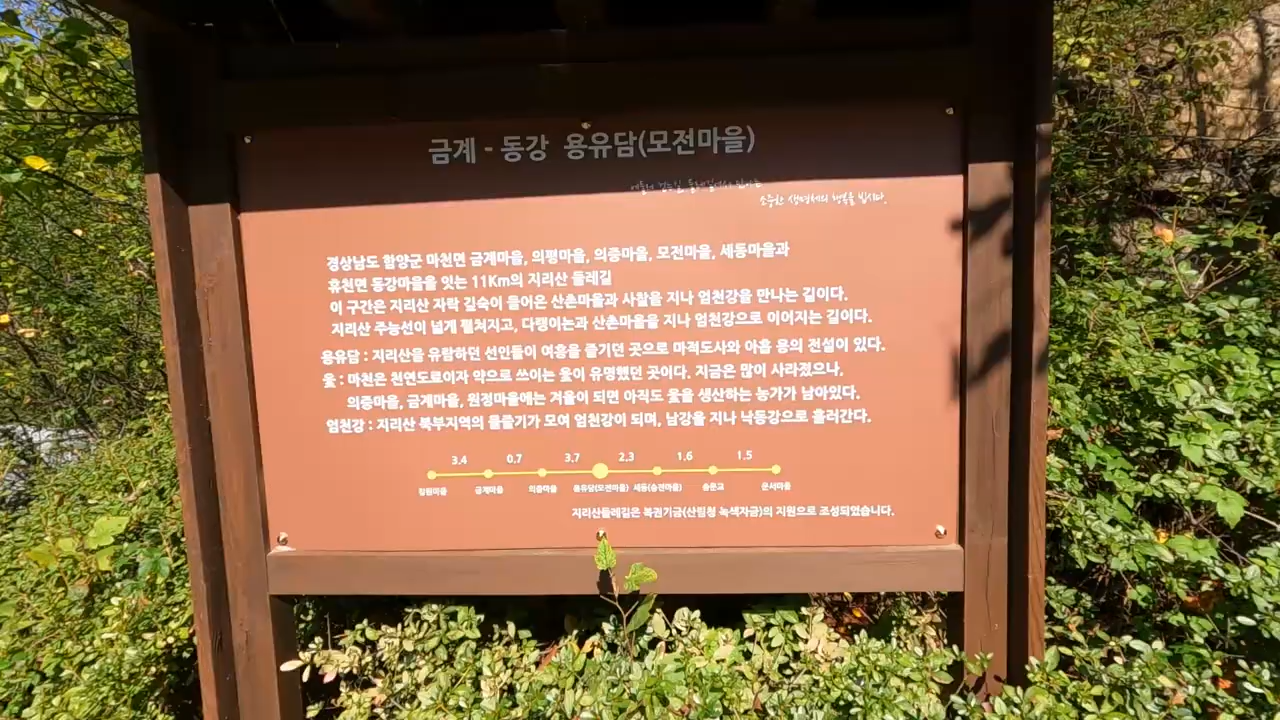 금계 - 동강 용유담(모전마을)
소중한 생명체의 행복을 빕시다.
경상남도 함양군 마천면 금계마을, 의평마을, 의중마을, 모전마을, 세동마을과
휴천면 동강마을을 잇는 11Km의 지리산 둘레길
이 구간은 지리산 자락 깊숙이 들어온 산촌마을과 사찰을 지나 엄천강을 만나는 길이다.
지리산 주능선이 넓게 펼쳐지고, 다랭이논과 산촌마을을 지나 엄천강으로 이어지는 길이다.
용유담 : 지리산을 유람하던 선인들이 여흥을 즐기던 곳으로 마적도사와 아홉 용의 전설이 있다.
옻 : 마천은 천연도료이자 약으로 쓰이는 옻이 유명했던 곳이다. 지금은 많이 사라졌으나,
의중마을, 금계마을, 원정마을에는 겨울이 되면 아직도 옻을 생산하는 농가가 남아있다.
엄천강 : 지리산 북부지역의 물줄기가 모여 엄천강이 되며, 남강을 지나 낙동강으로 흘러간다.
3.4 0.7 3.7 2.3 1.6 1.5
창원마을 금계마을 의중마을 용유담(모전마을) 세동(송전마을) 송문교 운서마을
지리산둘레길은 복권기금(산림청 녹색자금)의 지원으로 조성되었습니다.